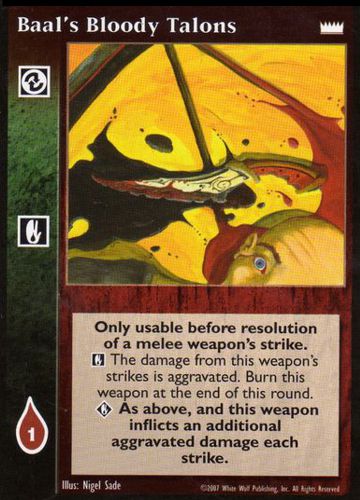 Baal's Bloody Talons
Only usable before resolution
of a melee weapon's strike.
The damage from this weapon's
strikes is aggravated. Burn this
weapon at the end of this round.
As above, and this weapon
inflicts an additional
aggravated damage each
strike.
1
Illus: Nigel Sade
©2007 White Wolf Publishing, Inc. All Rights Reserved